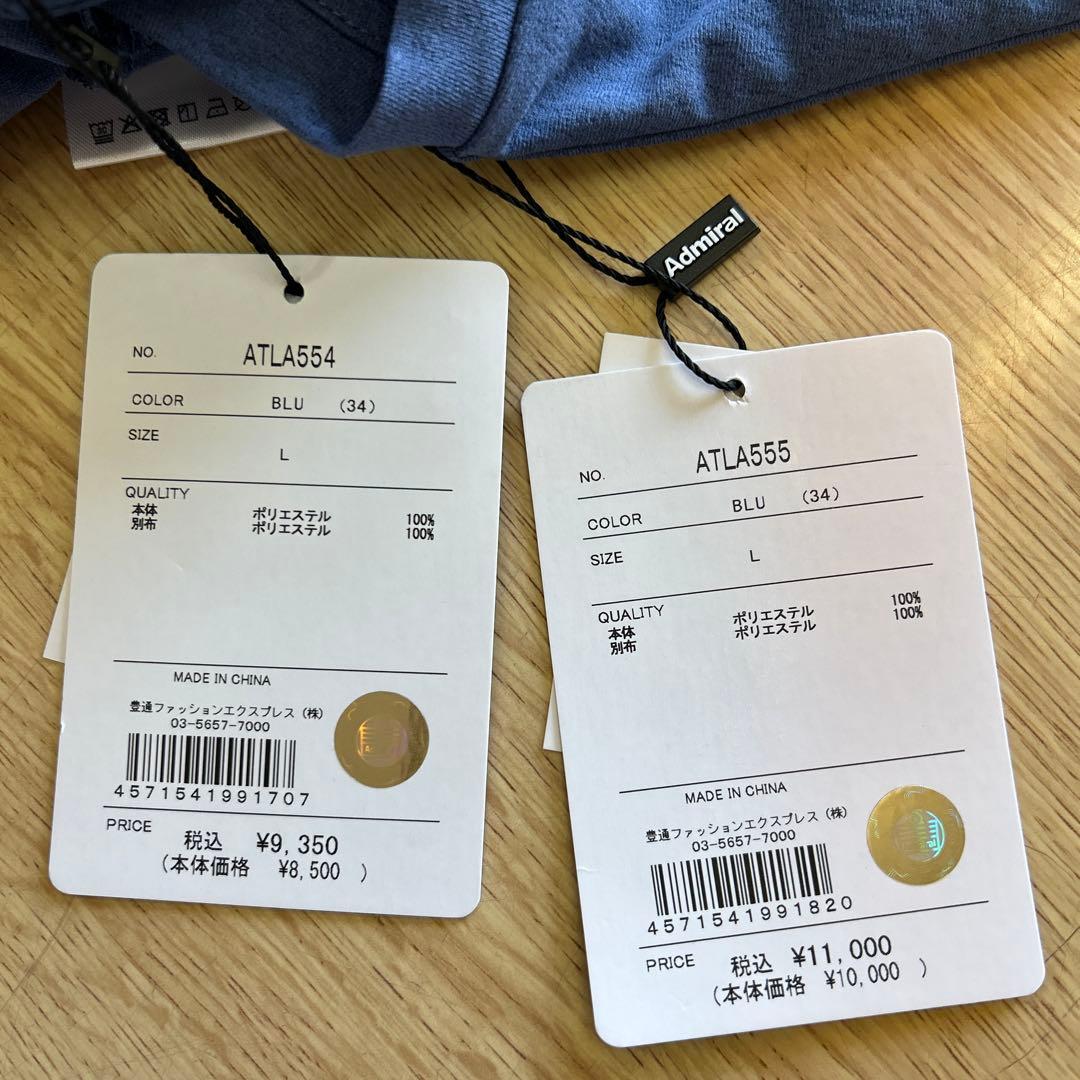 Admiral
NO. ATLA554
COLOR BLU (34)
SIZE
L
QUALITY
本体 ポリエステル 100%
別布 ポリエステル 100%
MADE IN CHINA
豊通ファッションエクスプレス(株)
03-5657-7000
4571541991707
PRICE 税込 ¥9,350
(本体価格 ¥8,500 )
NO. ATLA555
COLOR BLU (34)
SIZE L
QUALITY
本体 ポリエステル 100%
別布 ポリエステル 100%
MADE IN CHINA
豊通ファッションエクスプレス(株)
03-5657-7000
4571541991820
PRICE 税込 ¥11,000
(本体価格 ¥10,000 )